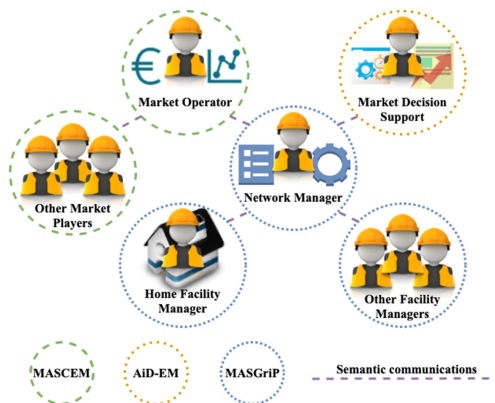 €
Market Operator
Market Decision
Support
Other Market
Players
Network Manager
Home Facility
Manager
Other Facility
Managers
MASCEM
AiD-EM
MASGriP
Semantic communications